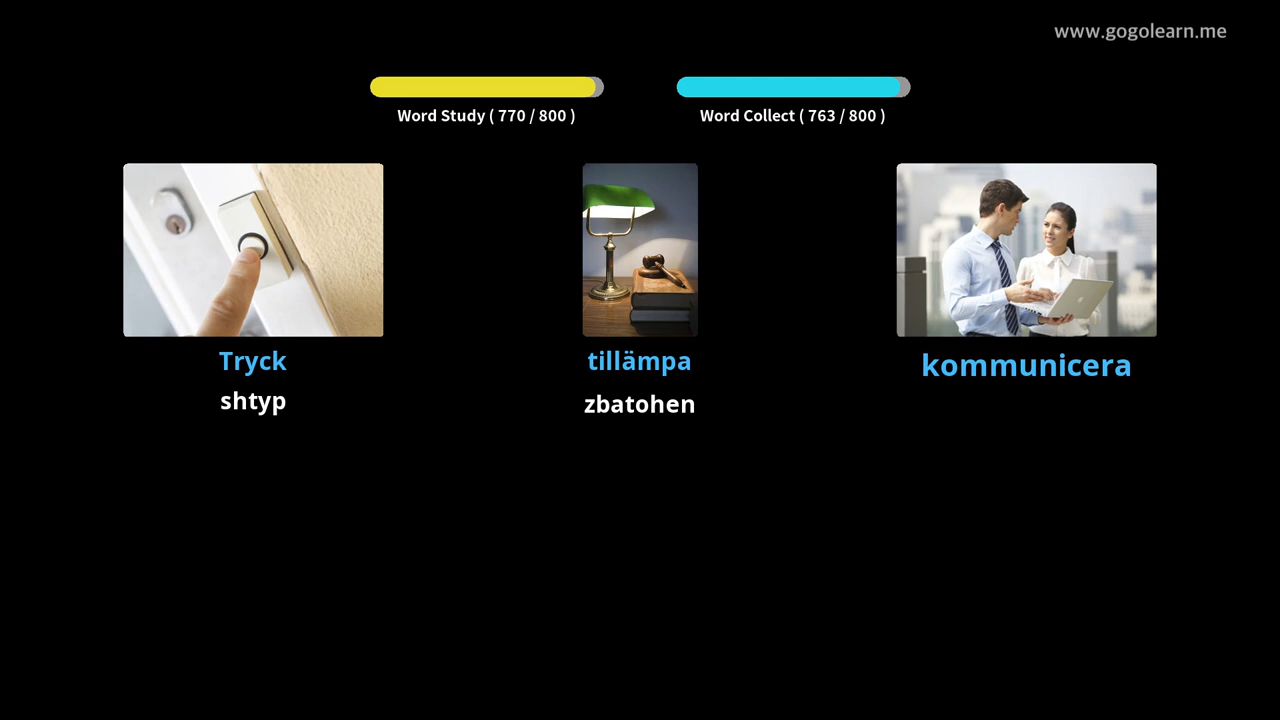 www.gogolearn.me
Word Study ( 770 / 800 )
Word Collect ( 763 / 800 )
Tryck
shtyp
tillämpa
zbatohen
kommunicera